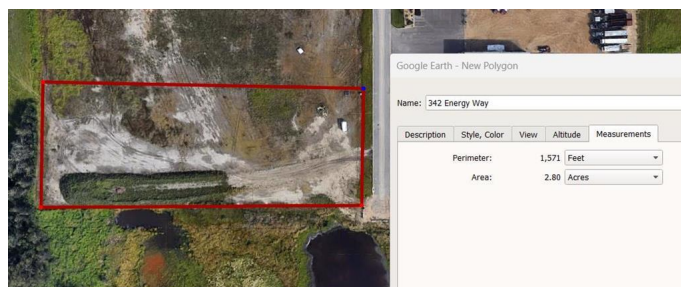 Google Earth - New Polygon
Name: 342 Energy Way
Description Style, Color View Altitude Measurements
Perimeter: 1,571 Feet
Area: 2.80 Acres